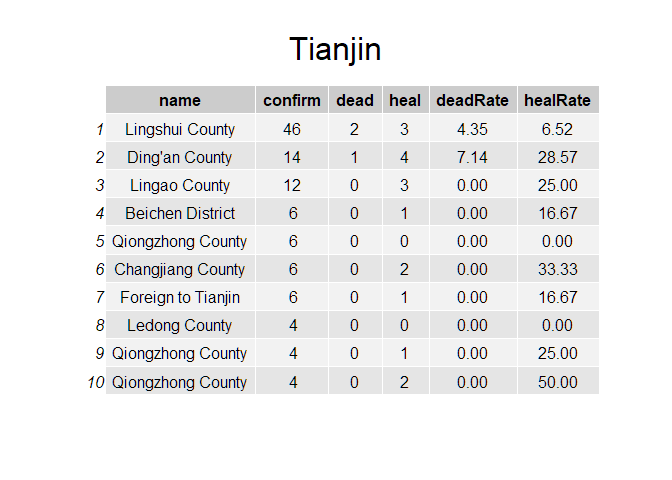 Tianjin
name confirm dead heal deadRate healRate
1 Lingshui County 46 2 3 4.35 6.52
2 Ding'an County 14 1 4 7.14 28.57
3 Lingao County 12 0 3 0.00 25.00
4 Beichen District 6 0 1 0.00 16.67
5 Qiongzhong County 6 0 0 0.00 0.00
6 Changjiang County 6 0 2 0.00 33.33
7 Foreign to Tianjin 6 0 1 0.00 16.67
8 Ledong County 4 0 0 0.00 0.00
9 Qiongzhong County 4 0 1 0.00 25.00
10 Qiongzhong County 4 0 2 0.00 50.00